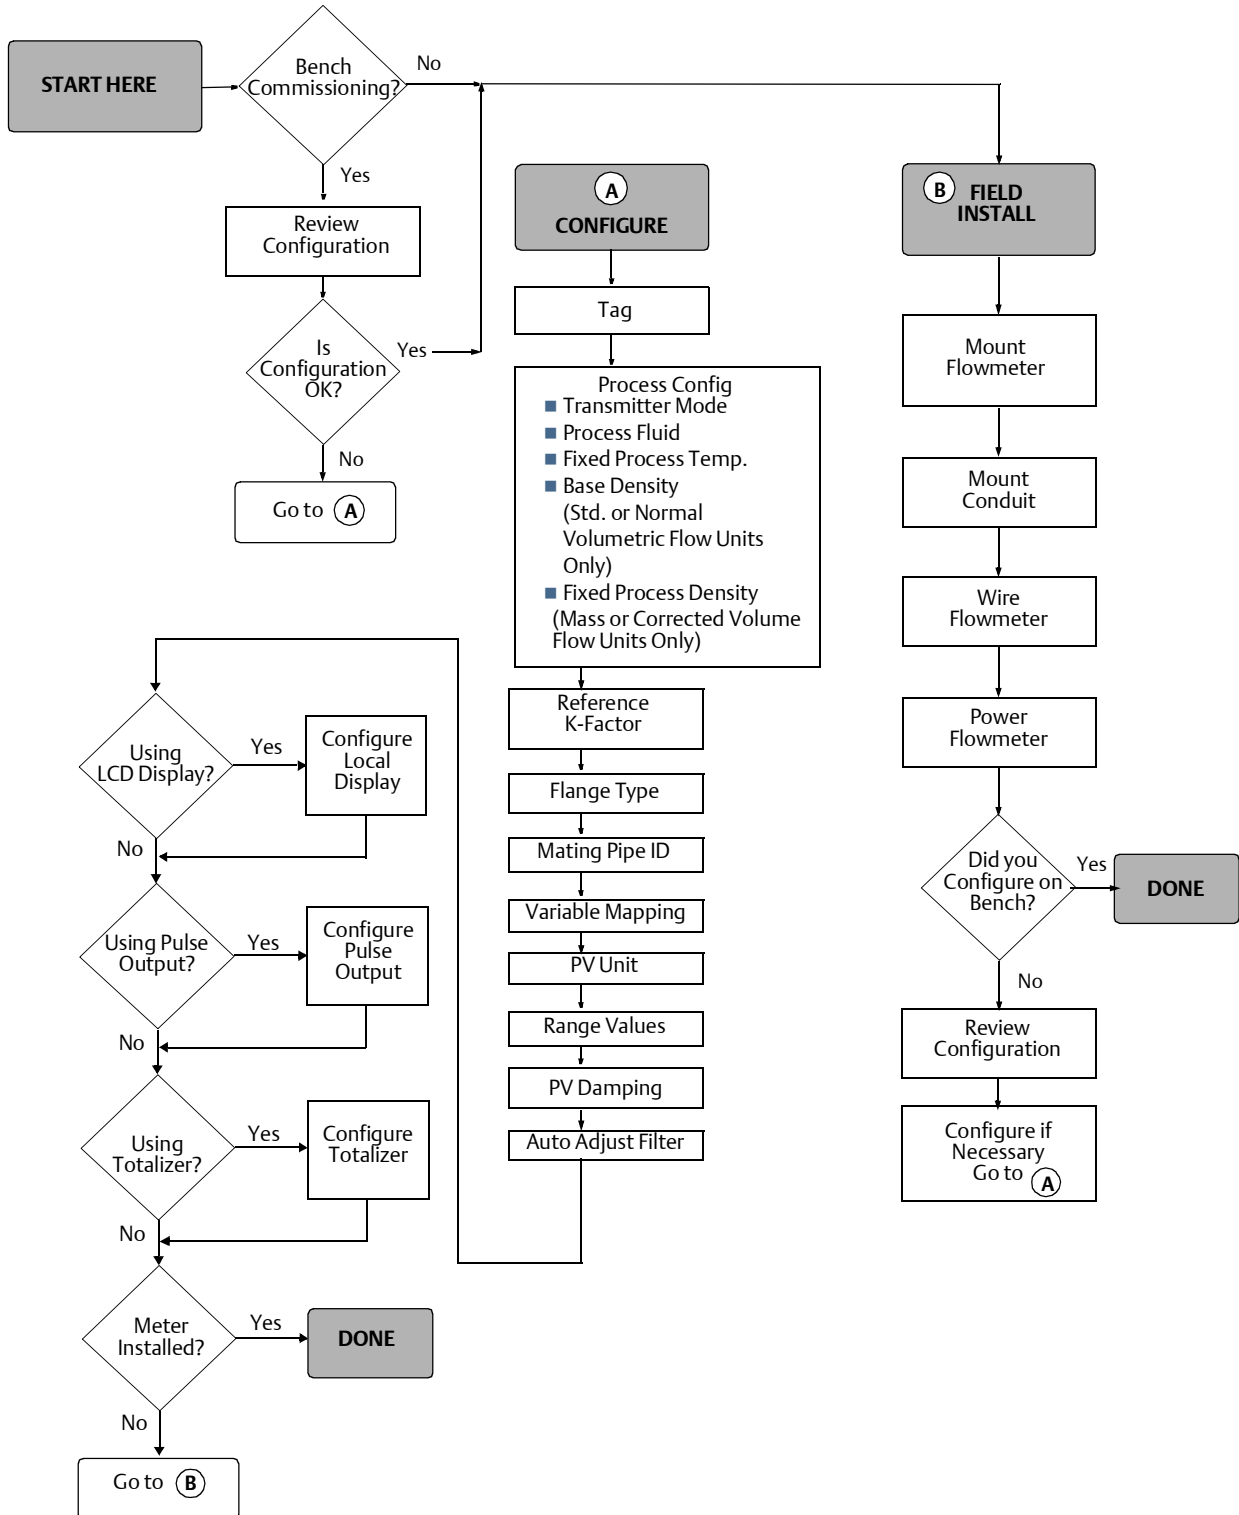 START HERE
Bench
Commissioning?
No
Yes
Review
Configuration
Is
Configuration
OK?
Yes
No
Go to A
A
CONFIGURE
Tag
Process Config
Transmitter Mode
Process Fluid
Fixed Process Temp.
Base Density
(Std. or Normal
Volumetric Flow Units
Only)
Fixed Process Density
(Mass or Corrected Volume
Flow Units Only)
Reference
K-Factor
Flange Type
Mating Pipe ID
Variable Mapping
PV Unit
Range Values
PV Damping
Auto Adjust Filter
Using
LCD Display?
Yes
Configure
Local
Display
No
Using Pulse
Output?
Yes
Configure
Pulse
Output
No
Using
Totalizer?
Yes
Configure
Totalizer
No
Meter
Installed?
Yes
DONE
No
Go to B
B FIELD
INSTALL
Mount
Flowmeter
Mount
Conduit
Wire
Flowmeter
Power
Flowmeter
Did you
Configure on
Bench?
Yes
DONE
No
Review
Configuration
Configure if
Necessary
Go to A